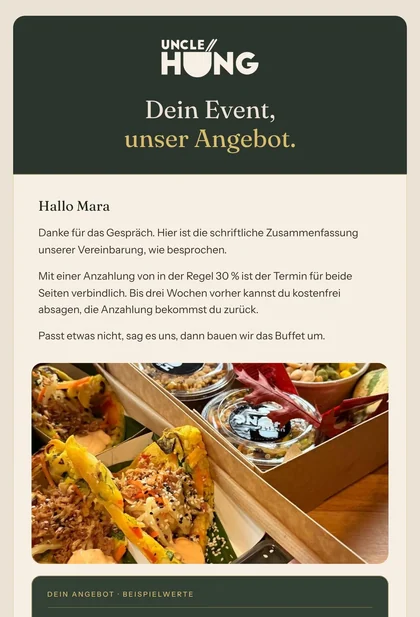 UNCLE
HUNG
Dein Event,
unser Angebot.
Hallo Mara
Danke für das Gespräch. Hier ist die schriftliche Zusammenfassung
unserer Vereinbarung, wie besprochen.
Mit einer Anzahlung von in der Regel 30 % ist der Termin für beide
Seiten verbindlich. Bis drei Wochen vorher kannst du kostenfrei
absagen, die Anzahlung bekommst du zurück.
Passt etwas nicht, sag es uns, dann bauen wir das Buffet um.
DEIN ANGEBOT · BEISPIELWERTE